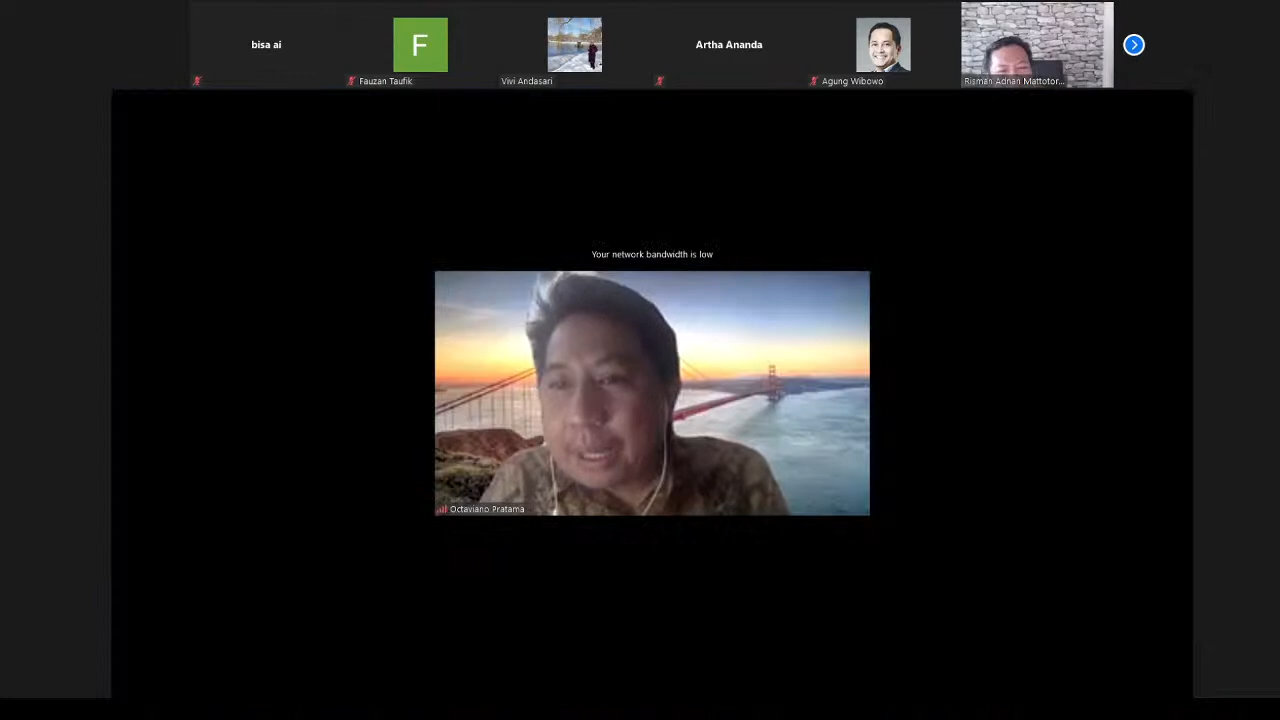 bisa ai
F
Fauzan Taufik
Vivi Andasari
Artha Ananda
Agung Wibowo
Risman Adnan Mattotor...
Your network bandwidth is low
Octaviano Pratama